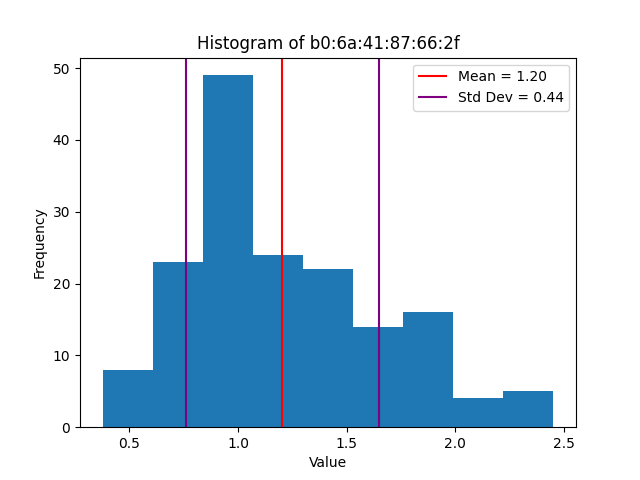 Histogram of b0:6a:41:87:66:2f
Mean = 1.20
Std Dev = 0.44
Frequency
50
40
30
20
10
0
0.5 1.0 1.5 2.0 2.5
Value